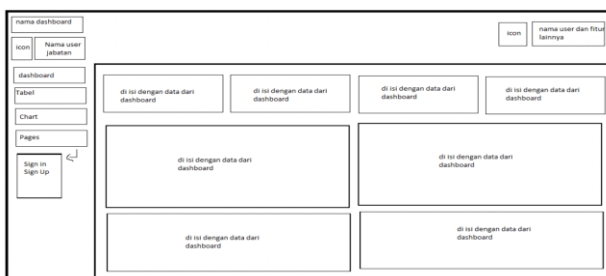 nama dashboard
icon
Nama user
jabatan
icon
nama user dan fitur
lainnya
dashboard
Tabel
Chart
Pages
Sign in
Sign Up
di isi dengan data dari
dashboard
di isi dengan data dari
dashboard
di isi dengan data dari
dashboard
di isi dengan data dari
dashboard
di isi dengan data dari
dashboard
di isi dengan data dari
dashboard
di isi dengan data dari
dashboard
di isi dengan data dari
dashboard